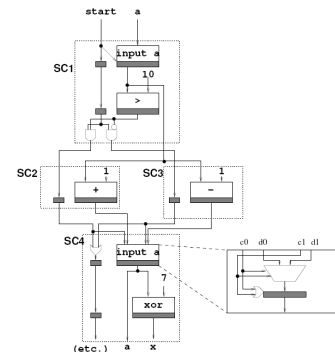 start a
input a
SC1
10
>
SC2 1 SC3 1
+ -
SC4
input a
c0 d0 c1 d1
7
xor
(etc.) a x